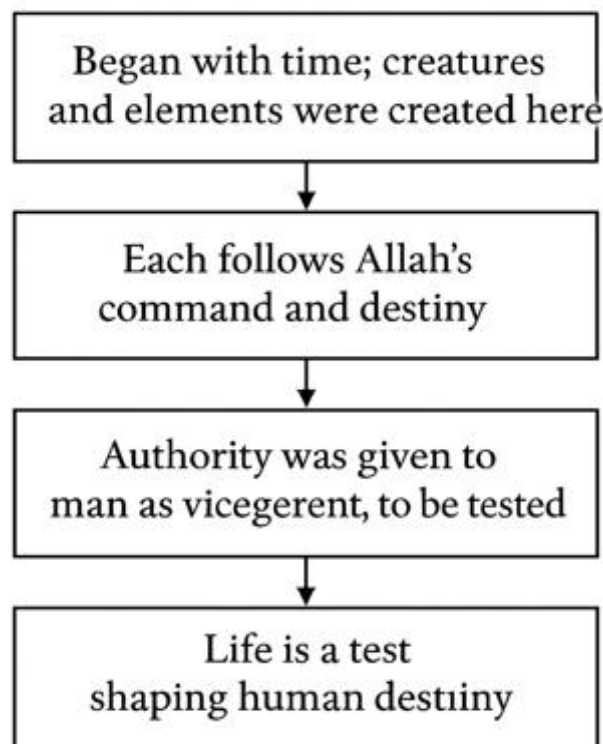 Began with time; creatures
and elements were created here
Each follows Allah’s
command and destiny
Authority was given to
man as vicegerent, to be tested
Life is a test
shaping human destıiny